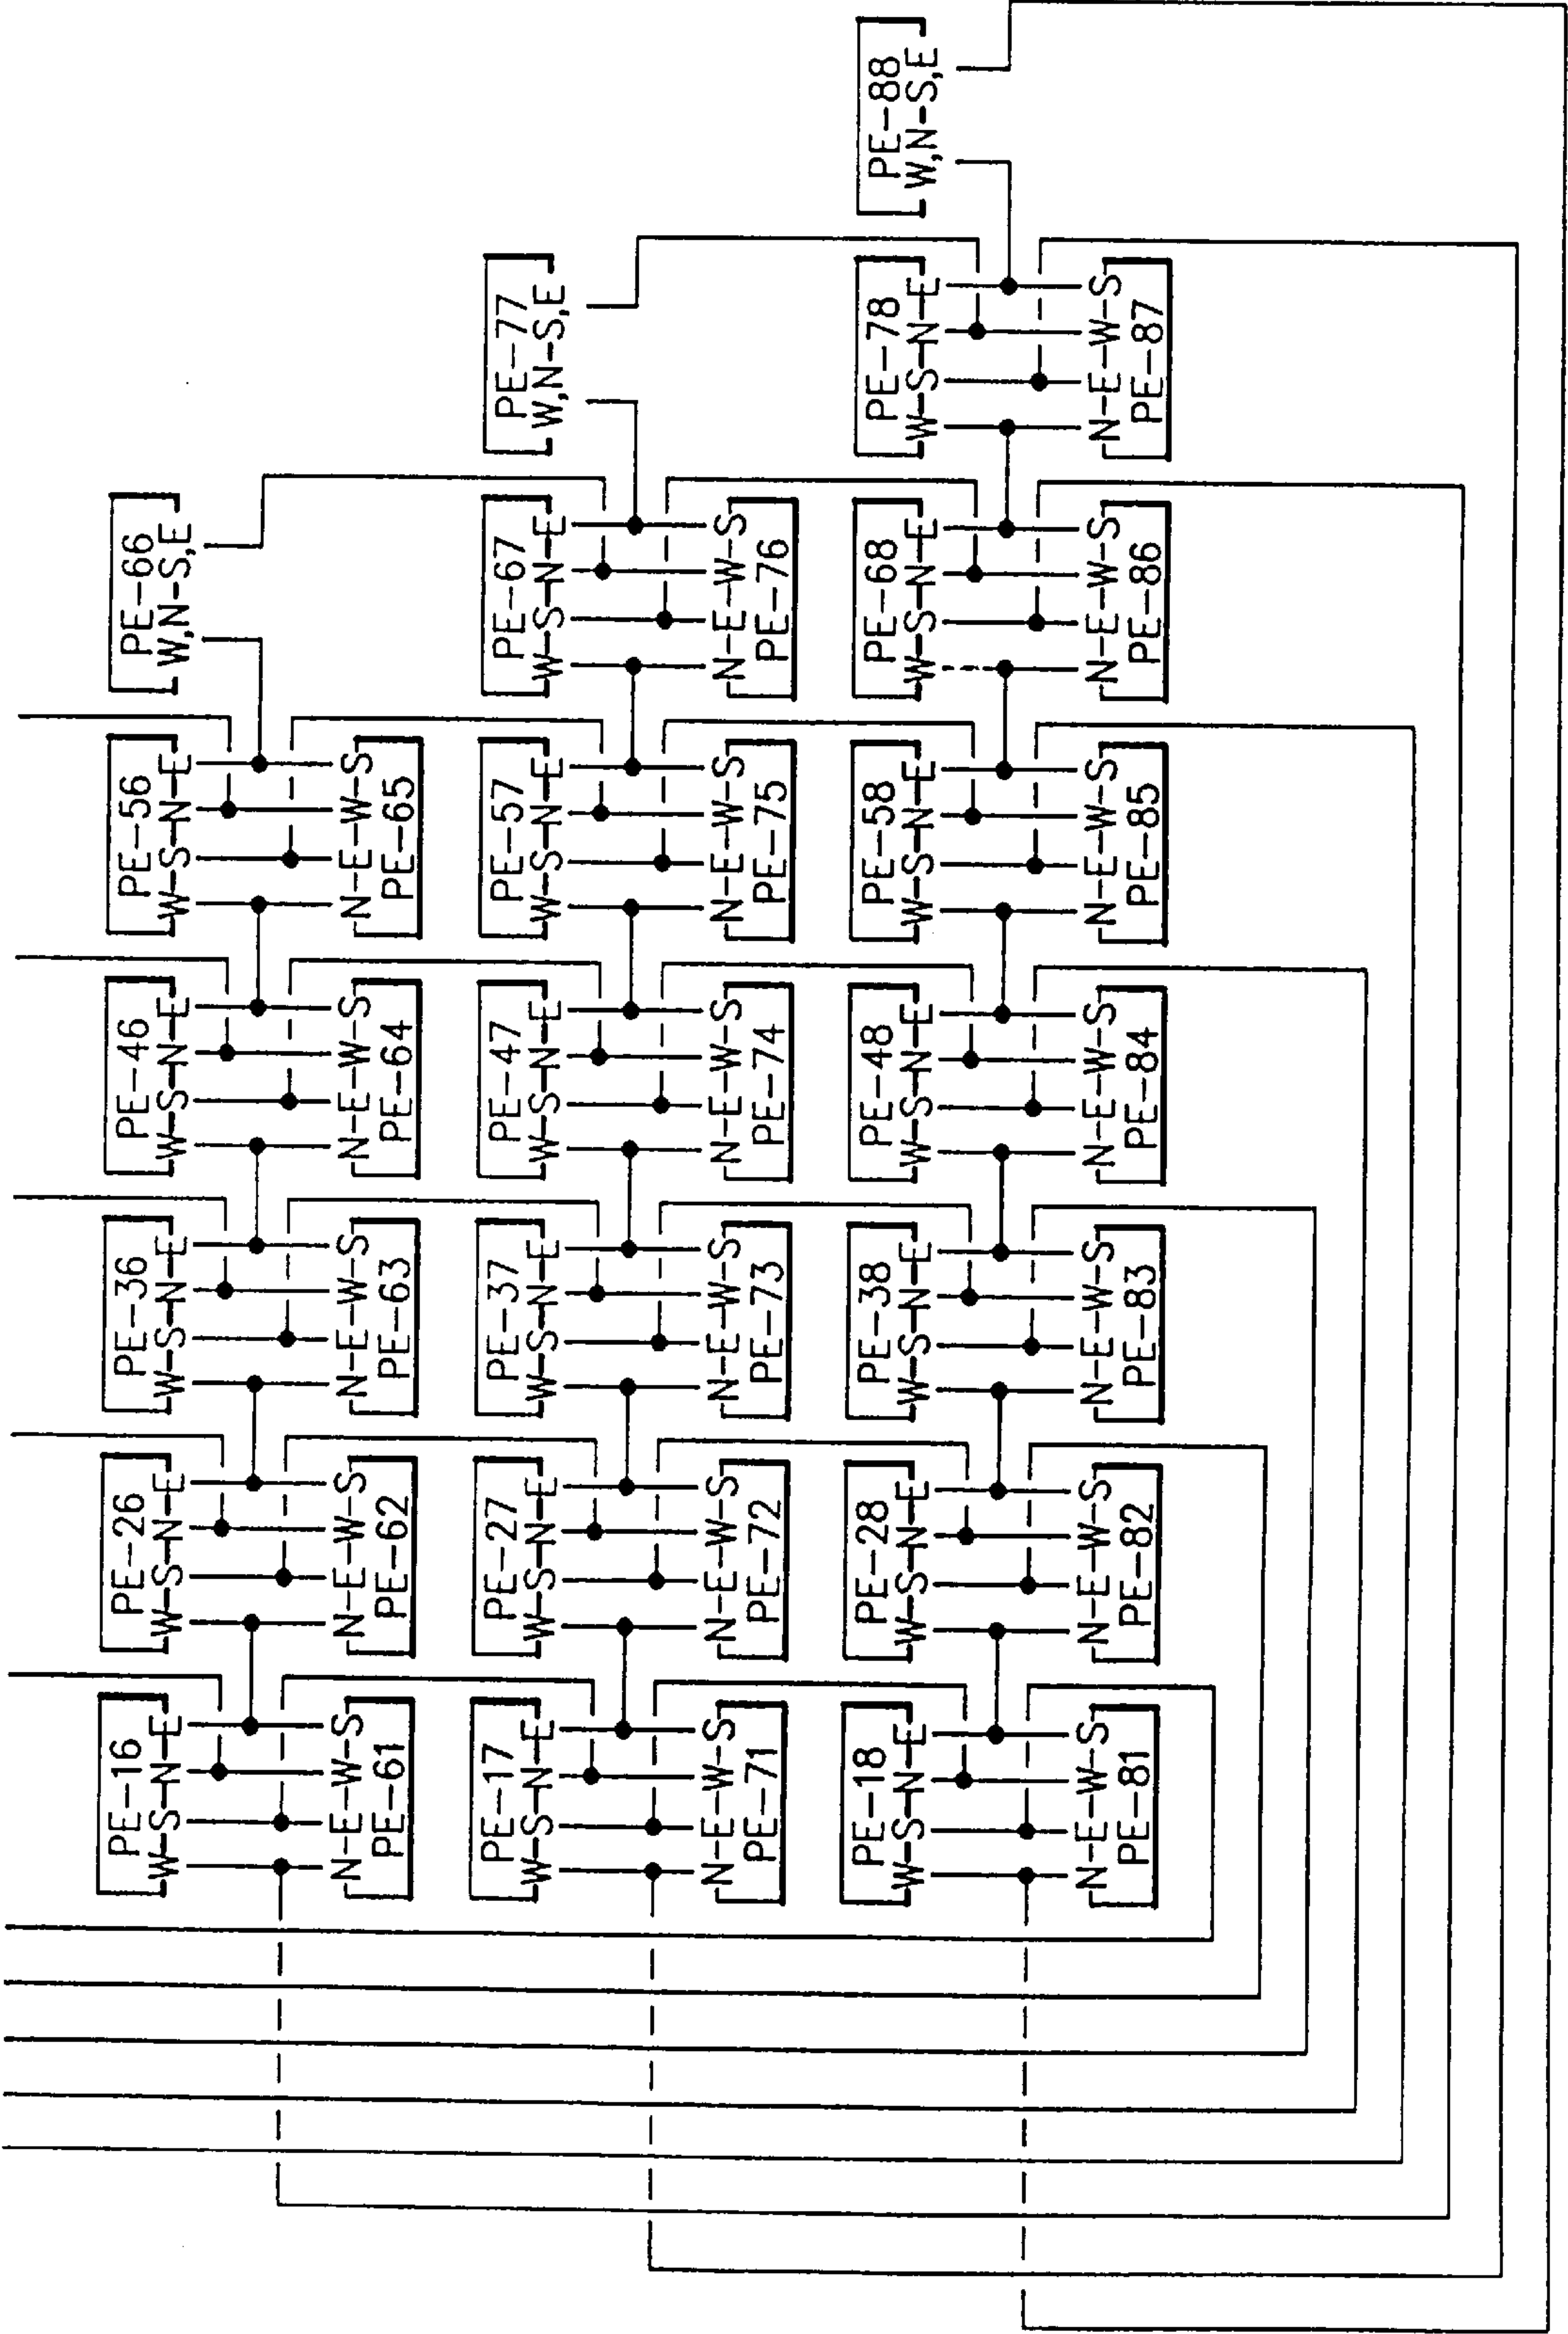 PE-16
W-S-N-E
PE-26
W-S-N-E
PE-36
W-S-N-E
PE-46
W-S-N-E
PE-56
W-S-N-E
PE-66
W,N-S,E
N-E-W-S
PE-61
N-E-W-S
PE-62
N-E-W-S
PE-63
N-E-W-S
PE-64
N-E-W-S
PE-65
PE-17
W-S-N-E
PE-27
W-S-N-E
PE-37
W-S-N-E
PE-47
W-S-N-E
PE-57
W-S-N-E
PE-67
W-S-N-E
PE-77
W,N-S,E
N-E-W-S
PE-71
N-E-W-S
PE-72
N-E-W-S
PE-73
N-E-W-S
PE-74
N-E-W-S
PE-75
N-E-W-S
PE-76
PE-18
W-S-N-E
PE-28
W-S-N-E
PE-38
W-S-N-E
PE-48
W-S-N-E
PE-58
W-S-N-E
PE-68
W-S-N-E
PE-78
W-S-N-E
PE-88
W,N-S,E
N-E-W-S
PE-81
N-E-W-S
PE-82
N-E-W-S
PE-83
N-E-W-S
PE-84
N-E-W-S
PE-85
N-E-W-S
PE-86
N-E-W-S
PE-87